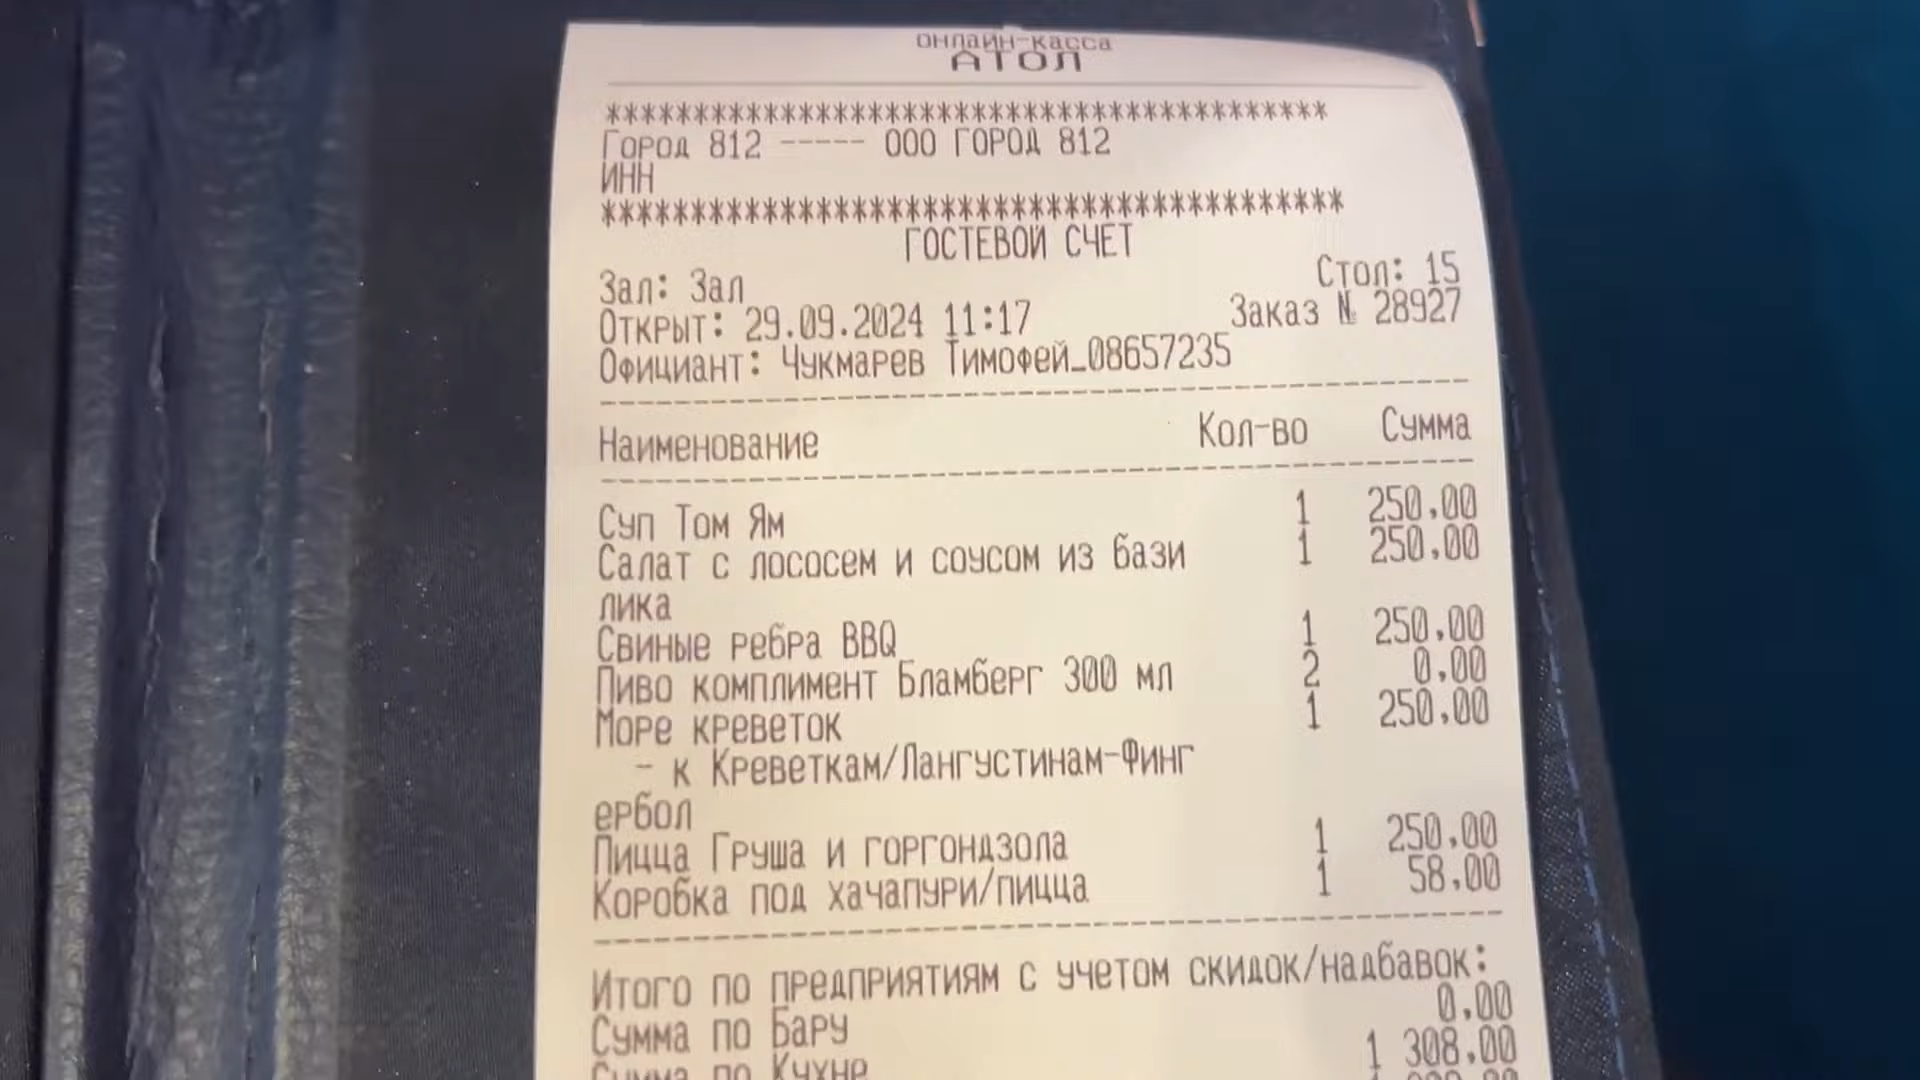 онлайн-касса
АТОЛ
*****************************************
Город 812 ----- ООО ГОРОД 812
ИНН
*****************************************
ГОСТЕВОЙ СЧЕТ
Зал: Зал Стол: 15
Открыт: 29.09.2024 11:17 Заказ № 28927
Официант: Чукмарев Тимофей_08657235
Наименование Кол-во Сумма
Суп Том Ям 1 250,00
Салат с лососем и соусом из бази 1 250,00
лика
Свиные ребра BBQ 1 250,00
Пиво комплимент Бламберг 300 мл 2 0,00
Море креветок 1 250,00
- к Креветкам/Лангустинам-Финг
ербол
Пицца Груша и горгондзола 1 250,00
Коробка под хачапури/пицца 1 58,00
Итого по предприятиям с учетом скидок/надбавок:
Сумма по Бару 0,00
Сумма по Кухне 1 308,00